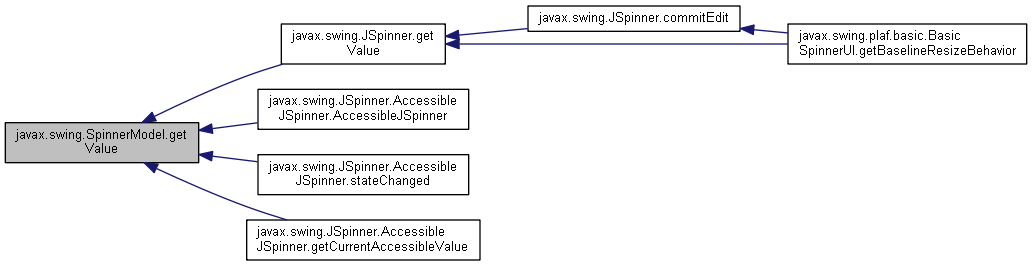 javax.swing.SpinnerModel.get
Value
javax.swing.JSpinner.get
Value
javax.swing.JSpinner.commitEdit
javax.swing.plaf.basic.Basic
SpinnerUI.getBaselineResizeBehavior
javax.swing.JSpinner.Accessible
JSpinner.AccessibleJSpinner
javax.swing.JSpinner.Accessible
JSpinner.stateChanged
javax.swing.JSpinner.Accessible
JSpinner.getCurrentAccessibleValue